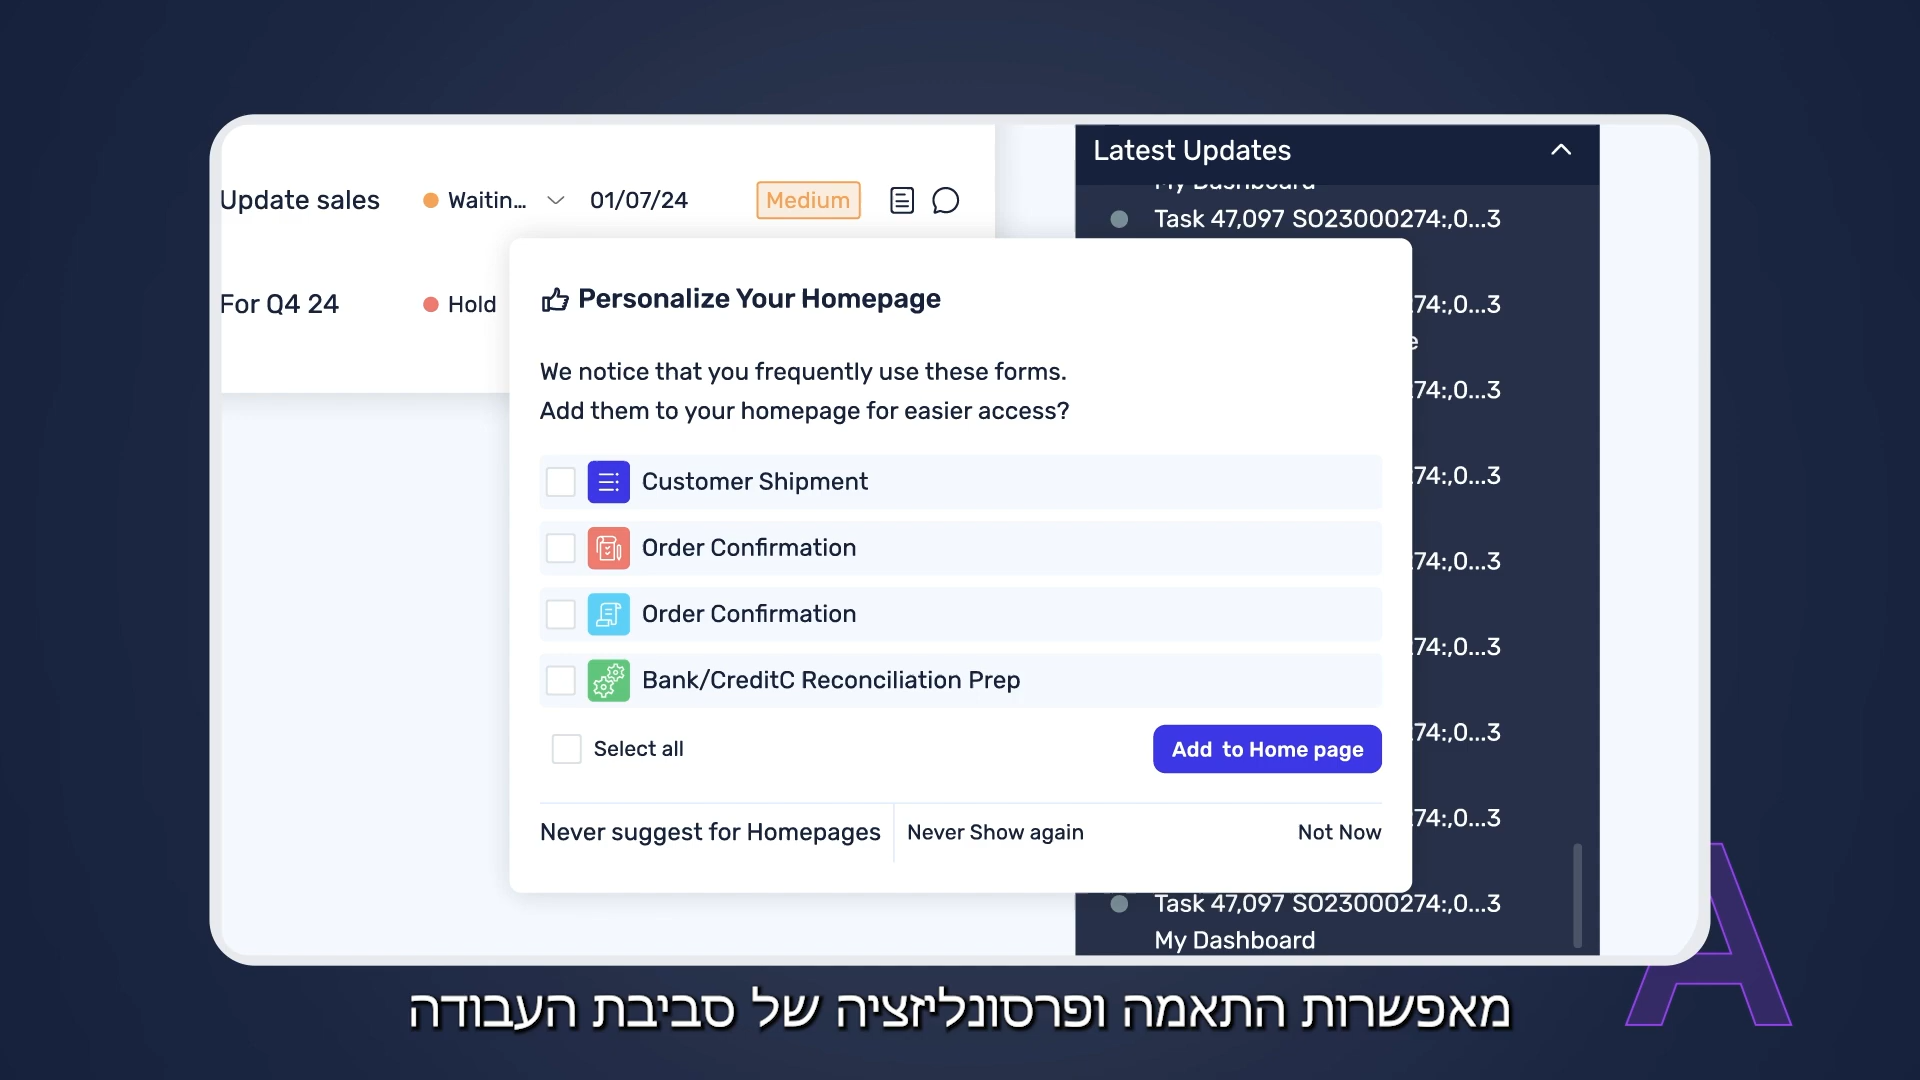 Update sales
Waitin...
01/07/24
Medium
For Q4 24
Hold
Latest Updates
My Dashboard
Task 47,097 SO23000274:,0...3
74:,0...3
e
74:,0...3
74:,0...3
74:,0...3
74:,0...3
74:,0...3
74:,0...3
Task 47,097 SO23000274:,0...3
My Dashboard
Personalize Your Homepage
We notice that you frequently use these forms.
Add them to your homepage for easier access?
Customer Shipment
Order Confirmation
Order Confirmation
Bank/CreditC Reconciliation Prep
Select all
Add to Home page
Never suggest for Homepages
Never Show again
Not Now
A
מאפשרות התאמה ופרסונליזציה של סביבת העבודה